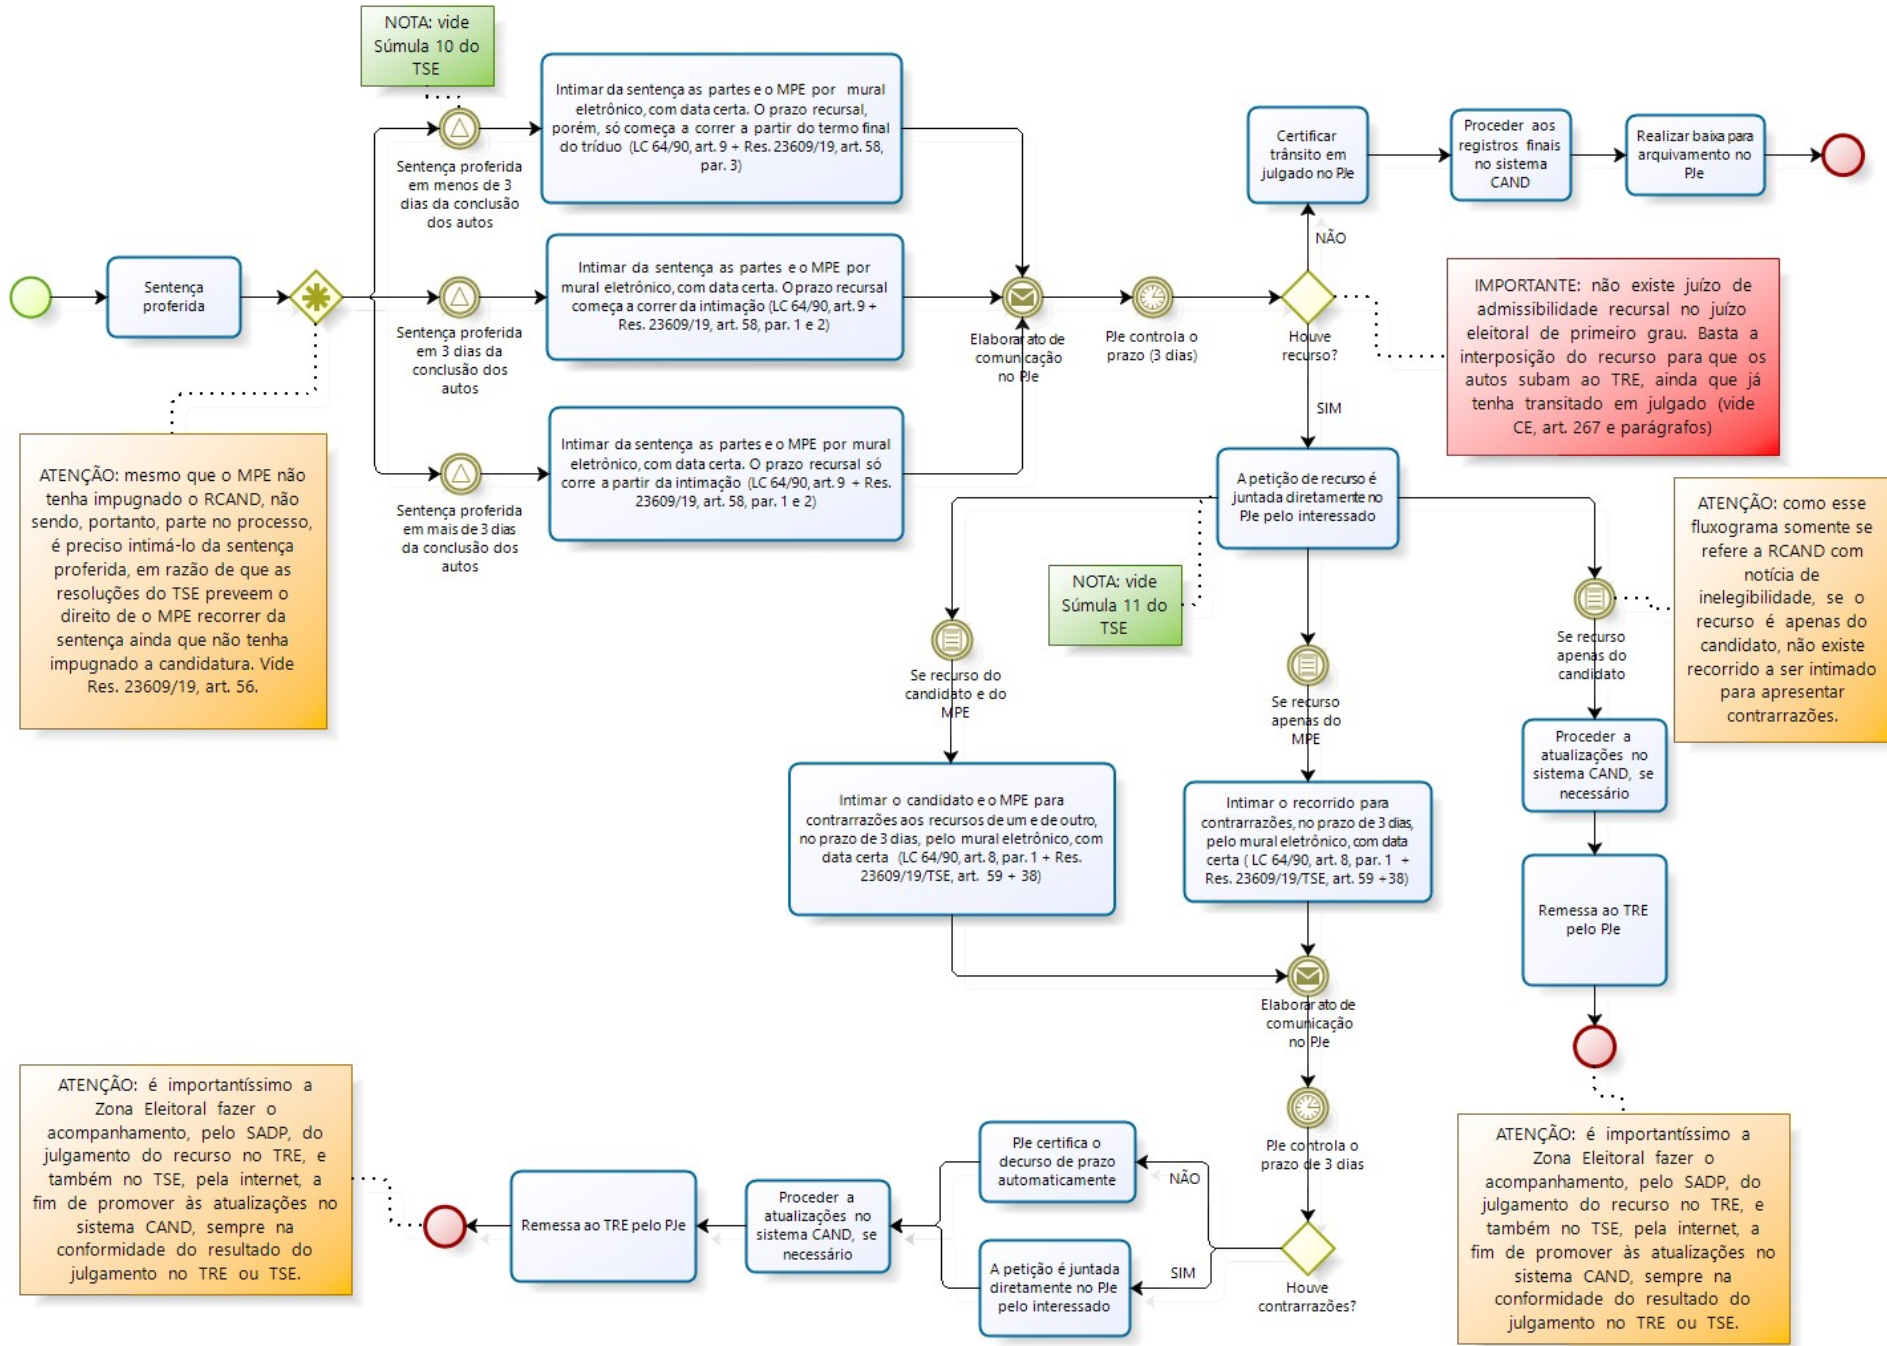 NOTA: vide
Súmula 10 do
TSE
Intimar da sentença as partes e o MPE por mural
eletrônico, com data certa. O prazo recursal,
porém, só começa a correr a partir do termo final
do tríduo (LC 64/90, art. 9 + Res. 23609/19, art. 58,
par. 3)
Sentença proferida
em menos de 3
dias da conclusão
dos autos
Certificar
trânsito em
julgado no PJe
Proceder aos
registros finais
no sistema
CAND
Realizar baixa para
arquivamento no
PJe
NÃO
Sentença
proferida
Intimar da sentença as partes e o MPE por
mural eletrônico, com data certa. O prazo recursal
começa a correr da intimação (LC 64/90, art. 9 +
Res. 23609/19, art. 58, par. 1 e 2)
Sentença proferida
em 3 dias da
conclusão dos
autos
Elaborar ato de
comunicação
no PJe
PJe controla o
prazo (3 dias)
Houve
recurso?
IMPORTANTE: não existe juízo de
admissibilidade recursal no juízo
eleitoral de primeiro grau. Basta a
interposição do recurso para que os
autos subam ao TRE, ainda que já
tenha transitado em julgado (vide
CE, art. 267 e parágrafos)
SIM
ATENÇÃO: mesmo que o MPE não
tenha impugnado o RCAND, não
sendo, portanto, parte no processo,
é preciso intimá-lo da sentença
proferida, em razão de que as
resoluções do TSE preveem o
direito de o MPE recorrer da
sentença ainda que não tenha
impugnado a candidatura. Vide
Res. 23609/19, art. 56.
Intimar da sentença as partes e o MPE por mural
eletrônico, com data certa. O prazo recursal só
corre a partir da intimação (LC 64/90, art. 9 + Res.
23609/19, art. 58, par. 1 e 2)
Sentença proferida
em mais de 3 dias
da conclusão dos
autos
A petição de recurso é
juntada diretamente no
PJe pelo interessado
NOTA: vide
Súmula 11 do
TSE
ATENÇÃO: como esse
fluxograma somente se
refere a RCAND com
notícia de
inelegibilidade, se o
recurso é apenas do
candidato, não existe
recorrido a ser intimado
para apresentar
contrarrazões.
Se recurso do
candidato e do
MPE
Se recurso
apenas do
MPE
Se recurso
apenas do
candidato
Intimar o candidato e o MPE para
contrarrazões aos recursos de um e de outro,
no prazo de 3 dias, pelo mural eletrônico, com
data certa (LC 64/90, art. 8, par. 1 + Res.
23609/19/TSE, art. 59 + 38)
Intimar o recorrido para
contrarrazões, no prazo de 3 dias,
pelo mural eletrônico, com data
certa ( LC 64/90, art. 8, par. 1 +
Res. 23609/19/TSE, art. 59 +38)
Proceder a
atualizações no
sistema CAND, se
necessário
Remessa ao TRE
pelo PJe
Elaborar ato de
comunicação
no PJe
PJe controla o
prazo de 3 dias
Houve
contrarrazões?
NÃO
SIM
PJe certifica o
decurso de prazo
automaticamente
A petição é juntada
diretamente no PJe
pelo interessado
Proceder a
atualizações no
sistema CAND, se
necessário
Remessa ao TRE pelo PJe
ATENÇÃO: é importantíssimo a
Zona Eleitoral fazer o
acompanhamento, pelo SADP, do
julgamento do recurso no TRE, e
também no TSE, pela internet, a
fim de promover às atualizações no
sistema CAND, sempre na
conformidade do resultado do
julgamento no TRE ou TSE.
ATENÇÃO: é importantíssimo a
Zona Eleitoral fazer o
acompanhamento, pelo SADP, do
julgamento do recurso no TRE, e
também no TSE, pela internet, a
fim de promover às atualizações no
sistema CAND, sempre na
conformidade do resultado do
julgamento no TRE ou TSE.